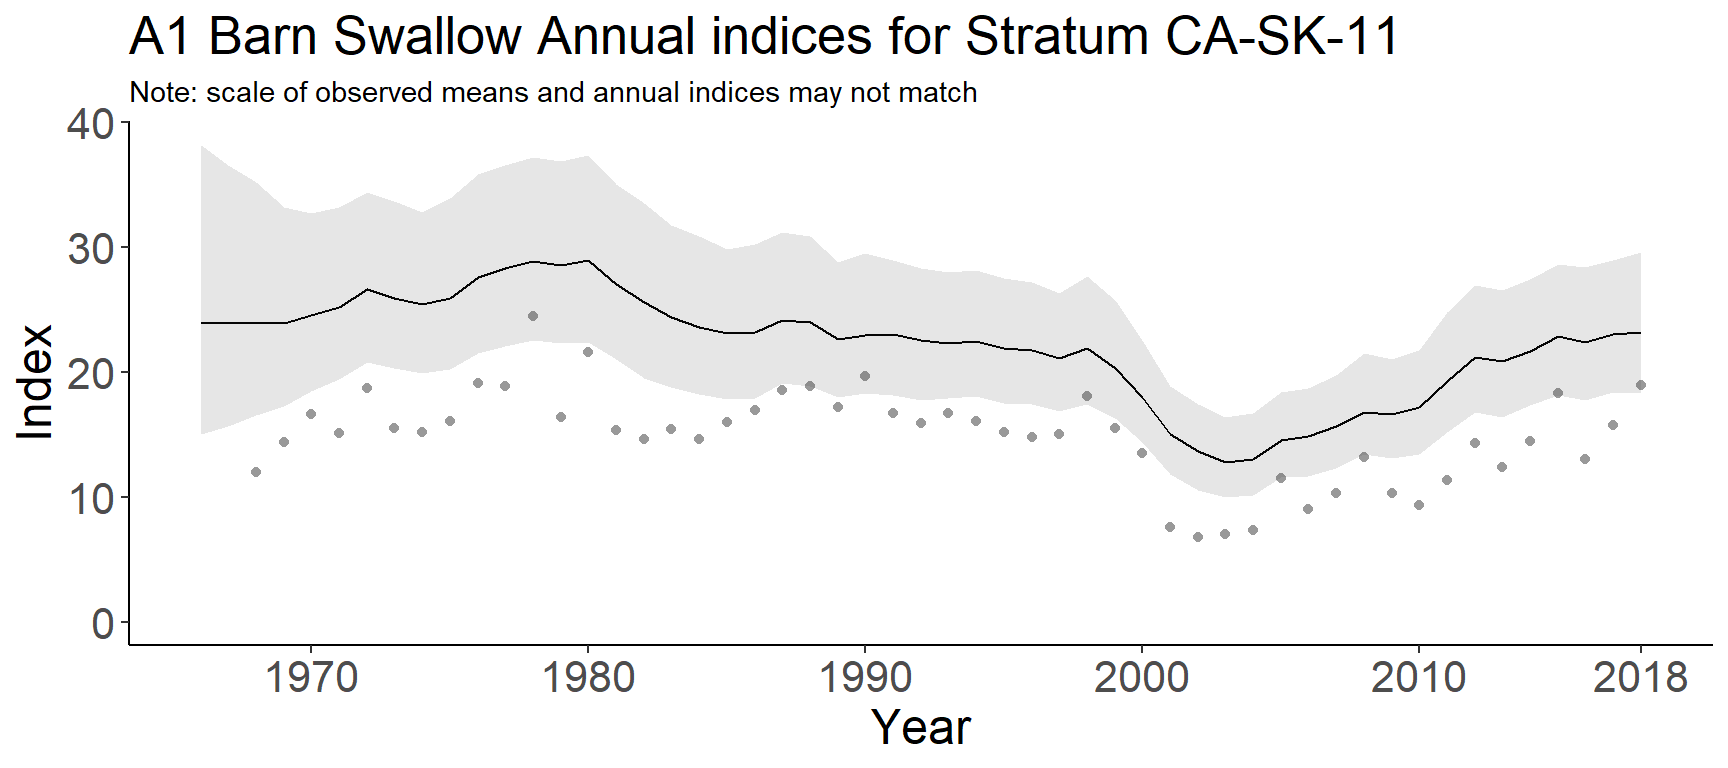 A1 Barn Swallow Annual indices for Stratum CA-SK-11
Note: scale of observed means and annual indices may not match
40
30
20
10
0
Index
1970 1980 1990 2000 2010 2018
Year